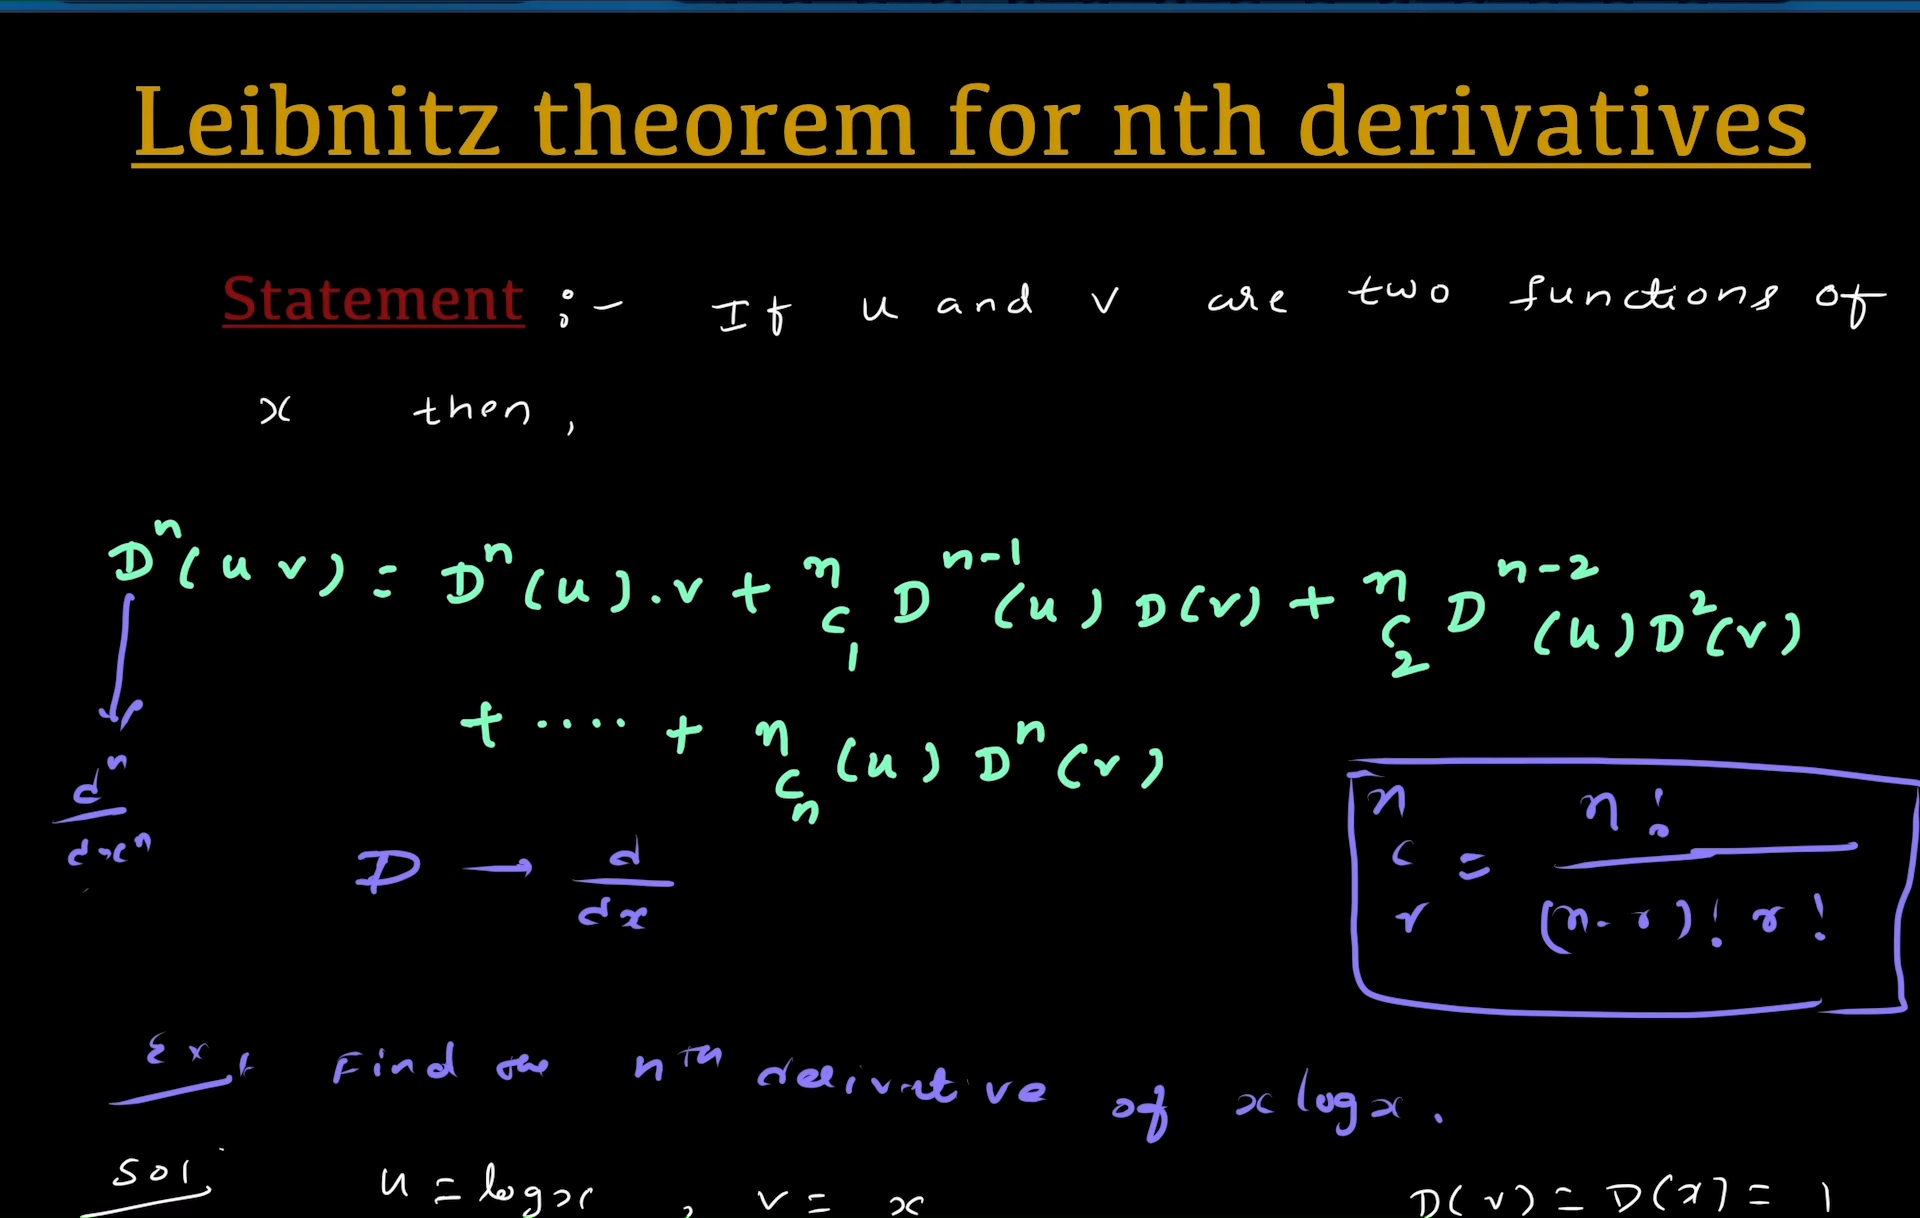 Leibnitz theorem for nth derivatives
Statement :- If u and v are two functions of
x then,
Dⁿ(uv) = Dⁿ(u).v + ⁿC₁ Dⁿ⁻¹(u) D(v) + ⁿC₂ Dⁿ⁻²(u) D²(v)
+ .... + ⁿCₙ (u) Dⁿ(v)
dⁿ/dxⁿ
D → d/dx
ⁿCᵣ = n!/(n-r)! r!
Ex, Find the nᵗʰ derivative of x log x.
Sol, u = log x , v = x D(v) = D(x) = 1